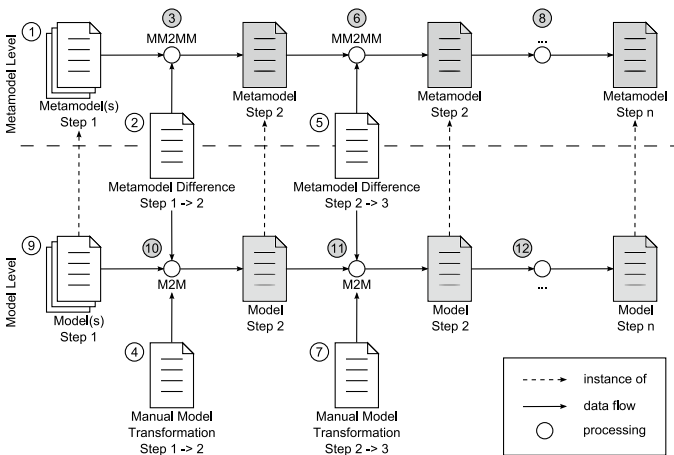 Metamodel Level
1
3
MM2MM
6
MM2MM
8
...
Metamodel(s)
Step 1
Metamodel
Step 2
Metamodel
Step 2
Metamodel
Step n
2
5
Metamodel Difference
Step 1 -> 2
Metamodel Difference
Step 2 -> 3
Model Level
9
10
M2M
11
M2M
12
...
Model(s)
Step 1
Model
Step 2
Model
Step 2
Model
Step n
4
7
Manual Model
Transformation
Step 1 -> 2
Manual Model
Transformation
Step 2 -> 3
instance of
data flow
processing